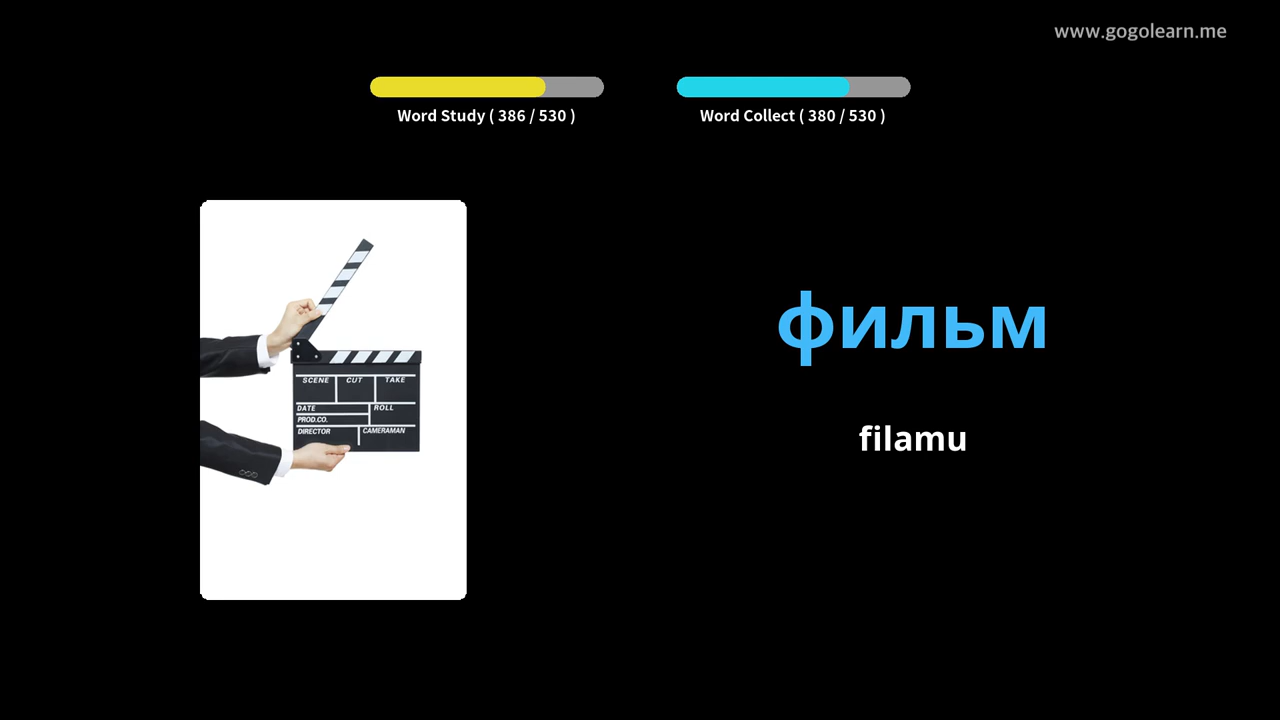 www.gogolearn.me
Word Study ( 386 / 530 )
Word Collect ( 380 / 530 )
SCENE CUT TAKE
DATE ROLL
PROD.CO.
DIRECTOR CAMERAMAN
фильм
filamu